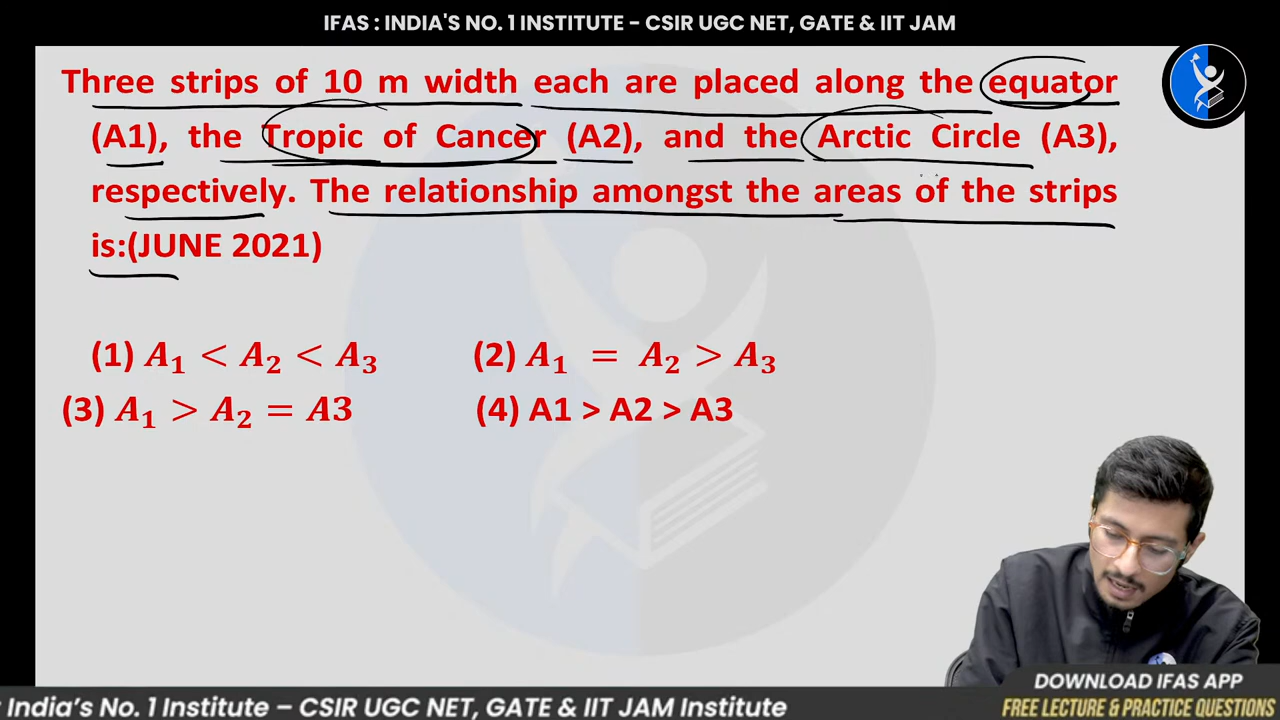 IFAS : INDIA'S NO. 1 INSTITUTE – CSIR UGC NET, GATE & IIT JAM
Three strips of 10 m width each are placed along the equator
(A1), the Tropic of Cancer (A2), and the Arctic Circle (A3),
respectively. The relationship amongst the areas of the strips
is:(JUNE 2021)
(1) A₁ < A₂ < A₃ (2) A₁ = A₂ > A₃
(3) A₁ > A₂ = A3 (4) A1 > A2 > A3
DOWNLOAD IFAS APP
India's No. 1 Institute – CSIR UGC NET, GATE & IIT JAM Institute
FREE LECTURE & PRACTICE QUESTIONS